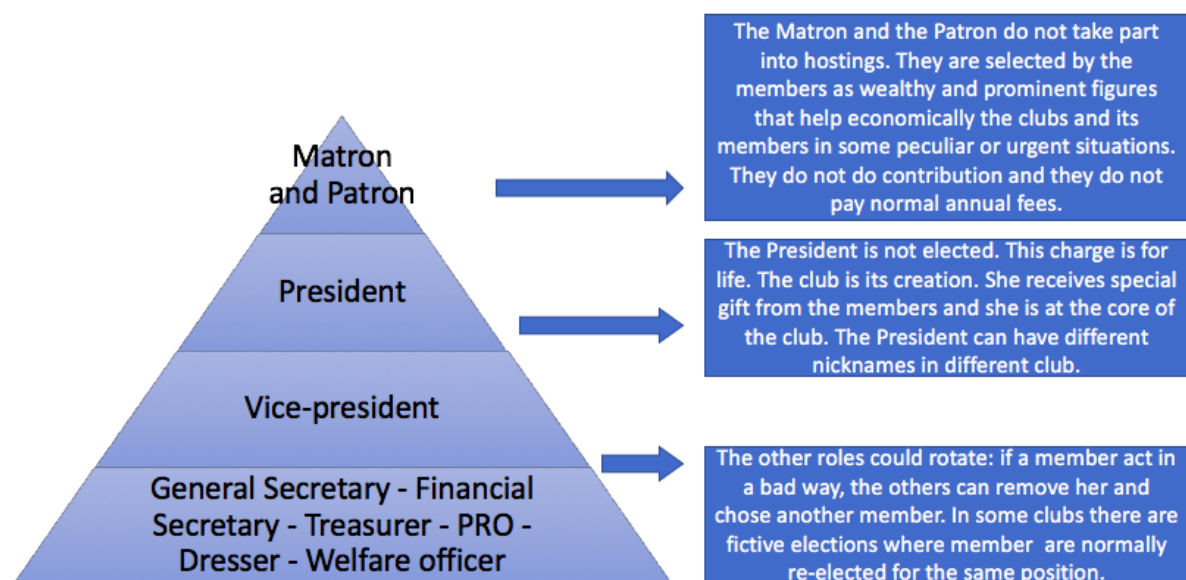 Matron
and Patron
President
Vice-president
General Secretary - Financial
Secretary - Treasurer - PRO -
Dresser - Welfare officer
The Matron and the Patron do not take part
into hostings. They are selected by the
members as wealthy and prominent figures
that help economically the clubs and its
members in some peculiar or urgent situations.
They do not do contribution and they do not
pay normal annual fees.
The President is not elected. This charge is for
life. The club is its creation. She receives special
gift from the members and she is at the core of
the club. The President can have different
nicknames in different club.
The other roles could rotate: if a member act in
a bad way, the others can remove her and
chose another member. In some clubs there are
fictive elections where member are normally
re-elected for the same position.